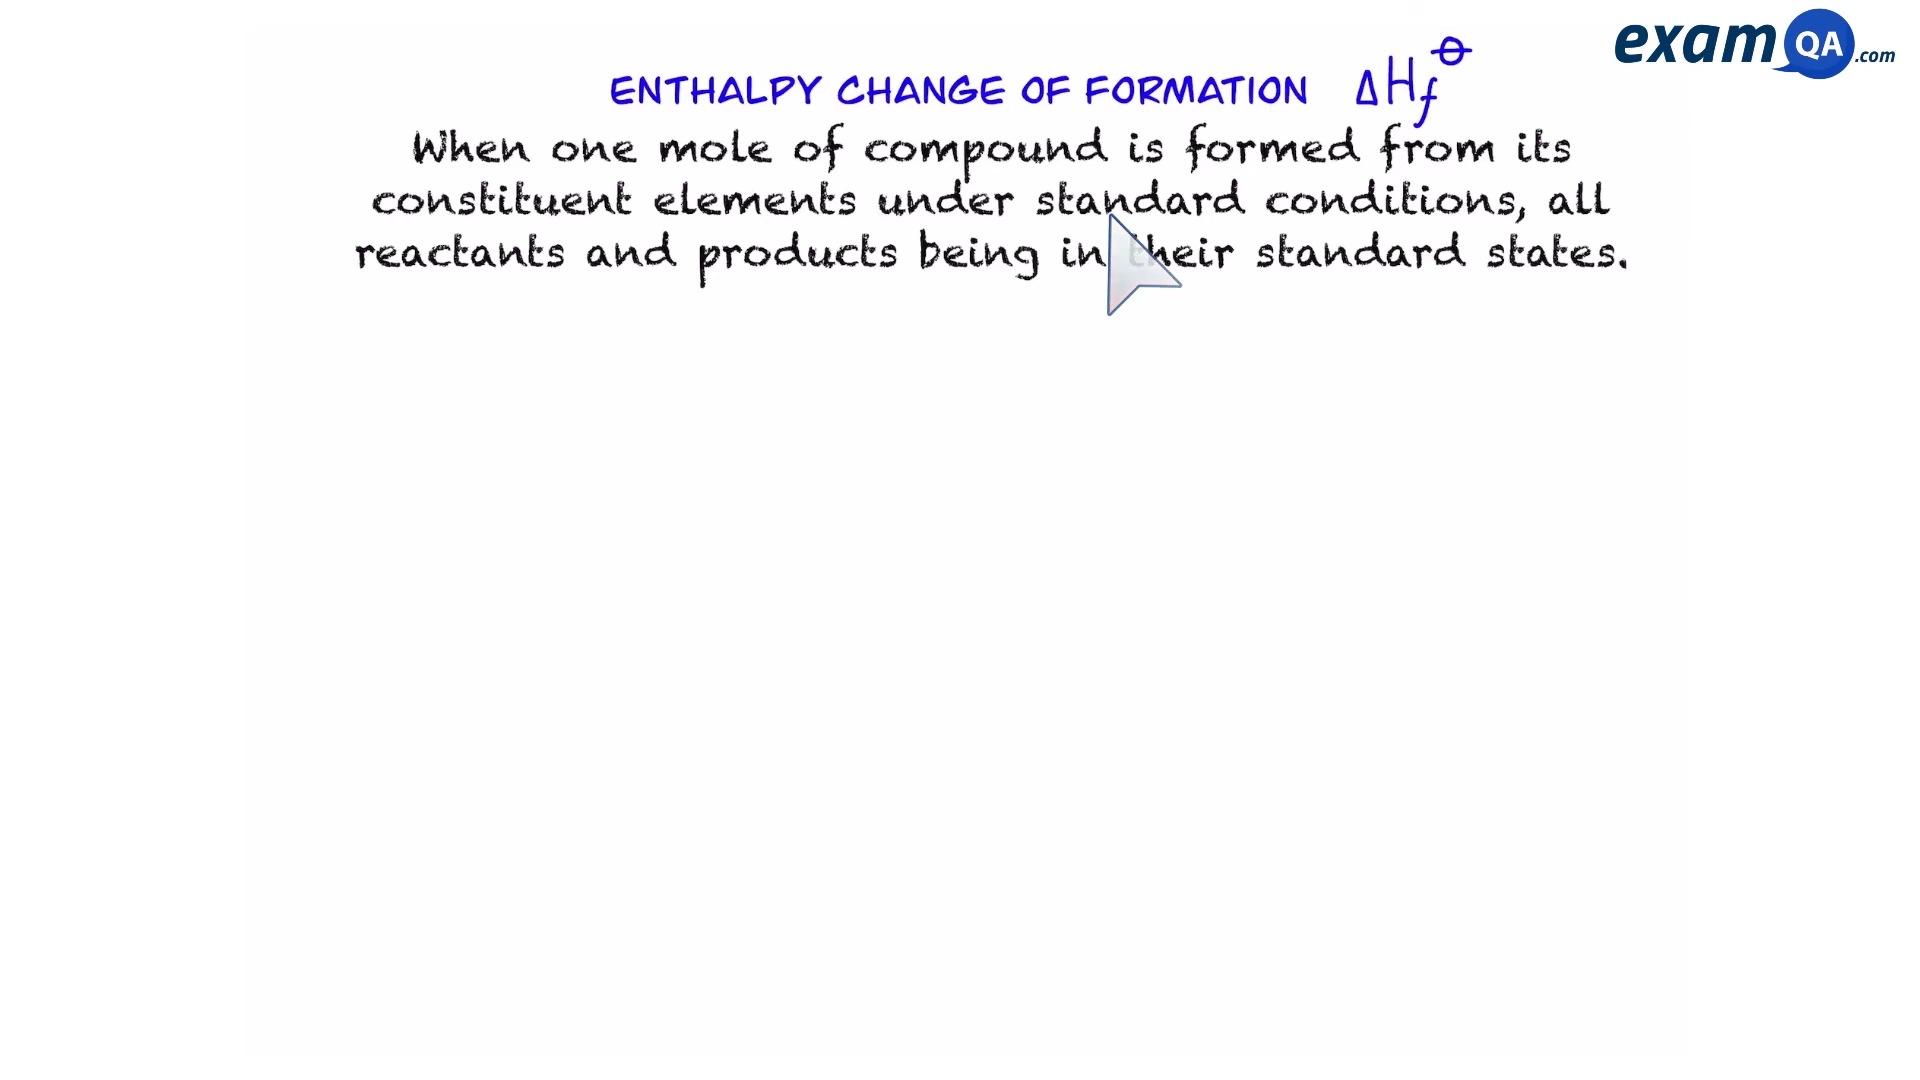 examQA.com
ENTHALPY CHANGE OF FORMATION ΔHf⦵
When one mole of compound is formed from its
constituent elements under standard conditions, all
reactants and products being in their standard states.